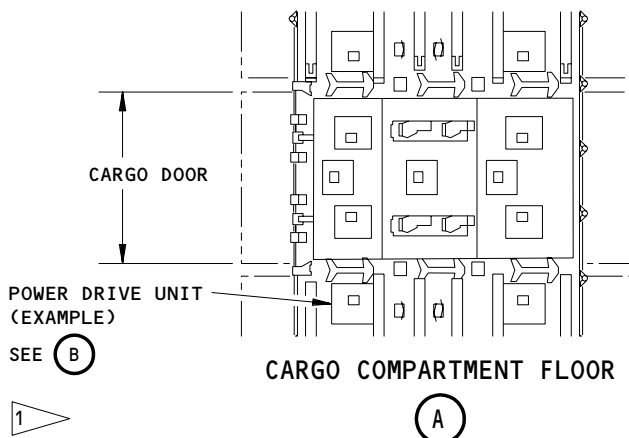 CARGO DOOR
POWER DRIVE UNIT
(EXAMPLE)
SEE B
CARGO COMPARTMENT FLOOR
A
1